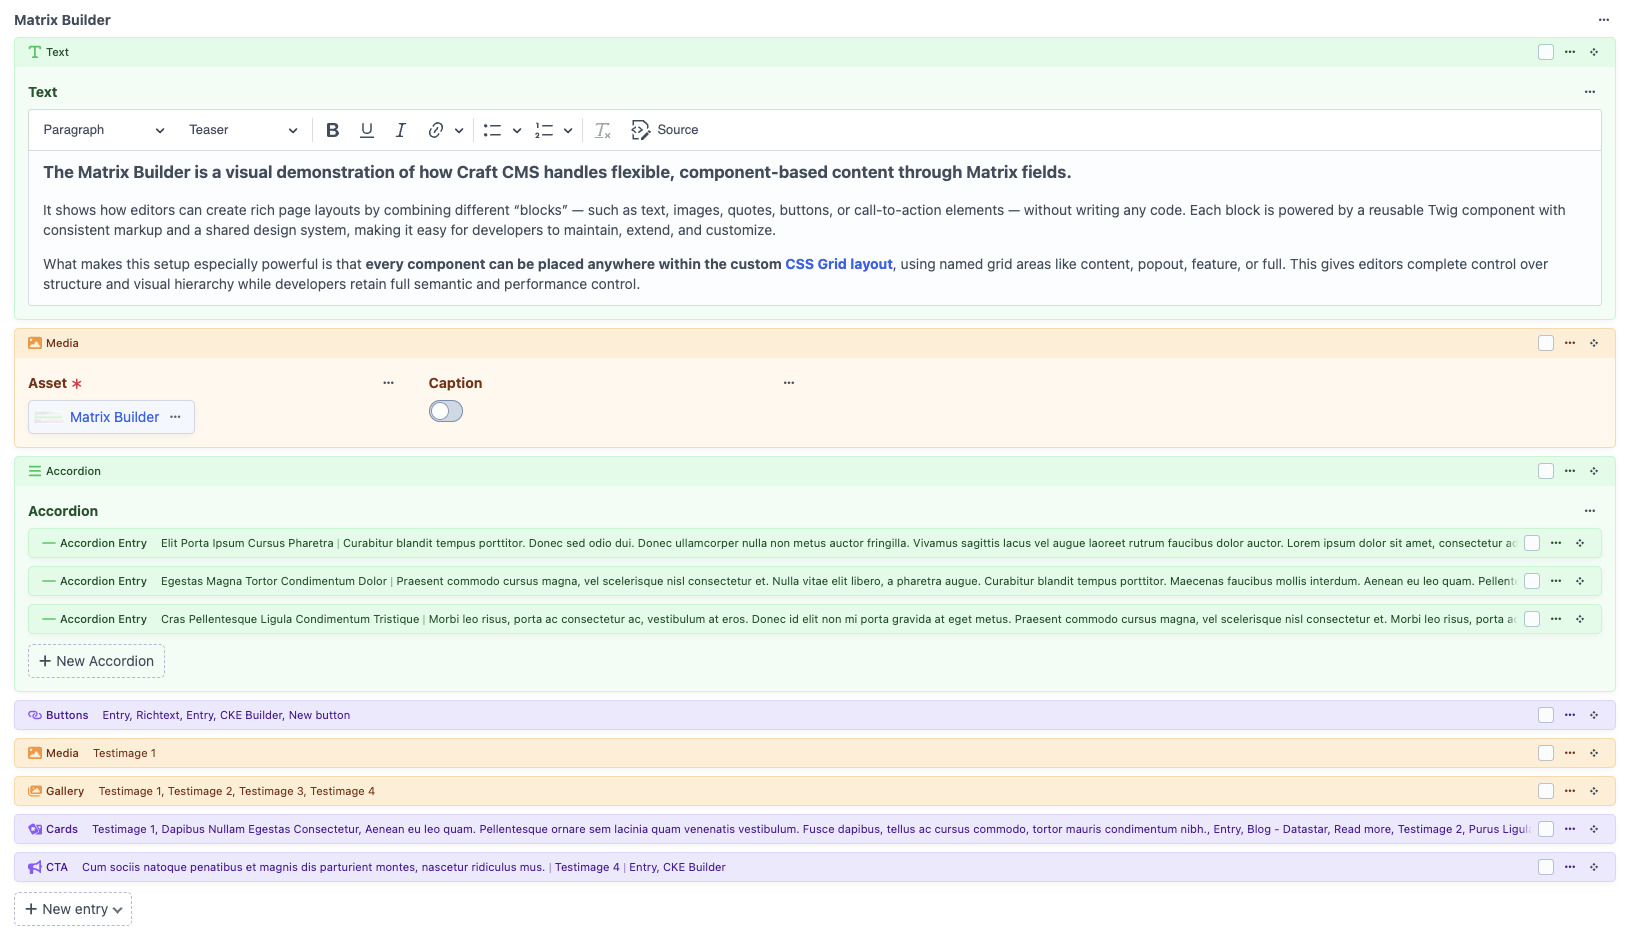 Matrix Builder
Text
Text
Paragraph Teaser B U I Source
The Matrix Builder is a visual demonstration of how Craft CMS handles flexible, component-based content through Matrix fields.
It shows how editors can create rich page layouts by combining different “blocks” — such as text, images, quotes, buttons, or call-to-action elements — without writing any code. Each block is powered by a reusable Twig component with
consistent markup and a shared design system, making it easy for developers to maintain, extend, and customize.
What makes this setup especially powerful is that every component can be placed anywhere within the custom CSS Grid layout, using named grid areas like content, popout, feature, or full. This gives editors complete control over
structure and visual hierarchy while developers retain full semantic and performance control.
Media
Asset * Caption
Matrix Builder
Accordion
Accordion
Accordion Entry Elit Porta Ipsum Cursus Pharetra | Curabitur blandit tempus porttitor. Donec sed odio dui. Donec ullamcorper nulla non metus auctor fringilla. Vivamus sagittis lacus vel augue laoreet rutrum faucibus dolor auctor. Lorem ipsum dolor sit amet, consectetur
Accordion Entry Egestas Magna Tortor Condimentum Dolor | Praesent commodo cursus magna, vel scelerisque nisl consectetur et. Nulla vitae elit libero, a pharetra augue. Curabitur blandit tempus porttitor. Maecenas faucibus mollis interdum. Aenean eu leo quam.
Accordion Entry Cras Pellentesque Ligula Condimentum Tristique | Morbi leo risus, porta ac consectetur ac, vestibulum at eros. Donec id elit non mi porta gravida at eget metus. Praesent commodo cursus magna, vel scelerisque nisl consectetur et. Morbi leo risus, porta
+ New Accordion
Buttons Entry, Richtext, Entry, CKE Builder, New button
Media Testimage 1
Gallery Testimage 1, Testimage 2, Testimage 3, Testimage 4
Cards Testimage 1, Dapibus Nullam Egestas Consectetur, Aenean eu leo quam. Pellentesque ornare sem lacinia quam venenatis vestibulum. Fusce dapibus, tellus ac cursus commodo, tortor mauris condimentum nibh., Entry, Blog - Datastar, Read more, Testimage 2, Purus
CTA Cum sociis natoque penatibus et magnis dis parturient montes, nascetur ridiculus mus. | Testimage 4 | Entry, CKE Builder
+ New entry